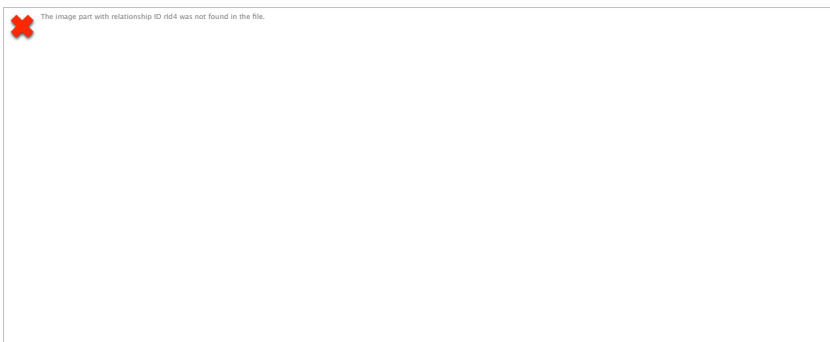 The image part with relationship ID rId4 was not found in the file.